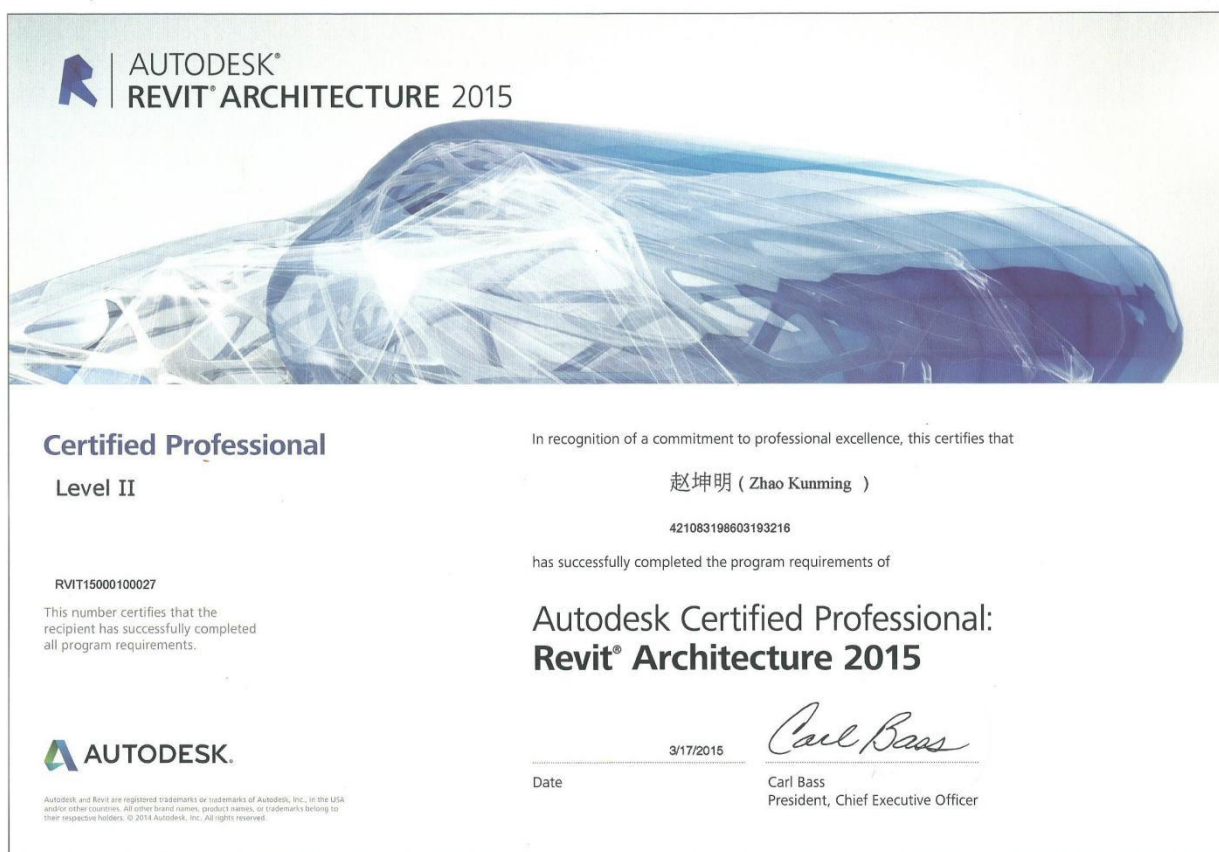 AUTODESK®
REVIT® ARCHITECTURE 2015
Certified Professional
Level II
RVIT15000100027
This number certifies that the
recipient has successfully completed
all program requirements.
AUTODESK.
Autodesk and Revit are registered trademarks or trademarks of Autodesk, Inc., in the USA
and/or other countries. All other brand names, product names, or trademarks belong to
their respective holders. © 2014 Autodesk, Inc. All rights reserved.
In recognition of a commitment to professional excellence, this certifies that
赵坤明 ( Zhao Kunming )
421083198603193216
has successfully completed the program requirements of
Autodesk Certified Professional:
Revit® Architecture 2015
3/17/2015
Carl Bass
Date
Carl Bass
President, Chief Executive Officer